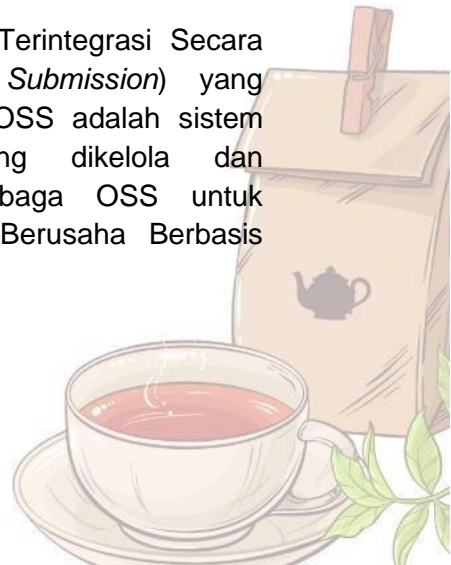 Terintegrasi Secara
Submission) yang
OSS adalah sistem
ng dikelola dan
baga OSS untuk
Berusaha Berbasis